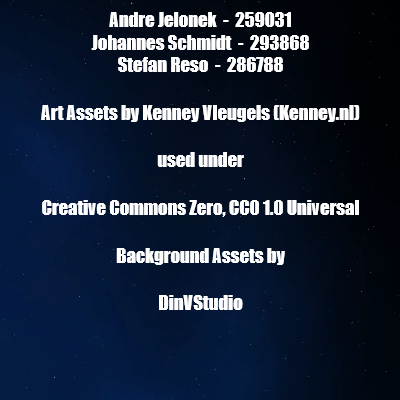 Andre Jelonek - 259031
Johannes Schmidt - 293868
Stefan Reso - 286788
Art Assets by Kenney Vleugels (Kenney.nl)
used under
Creative Commons Zero, CC0 1.0 Universal
Background Assets by
DinVStudio